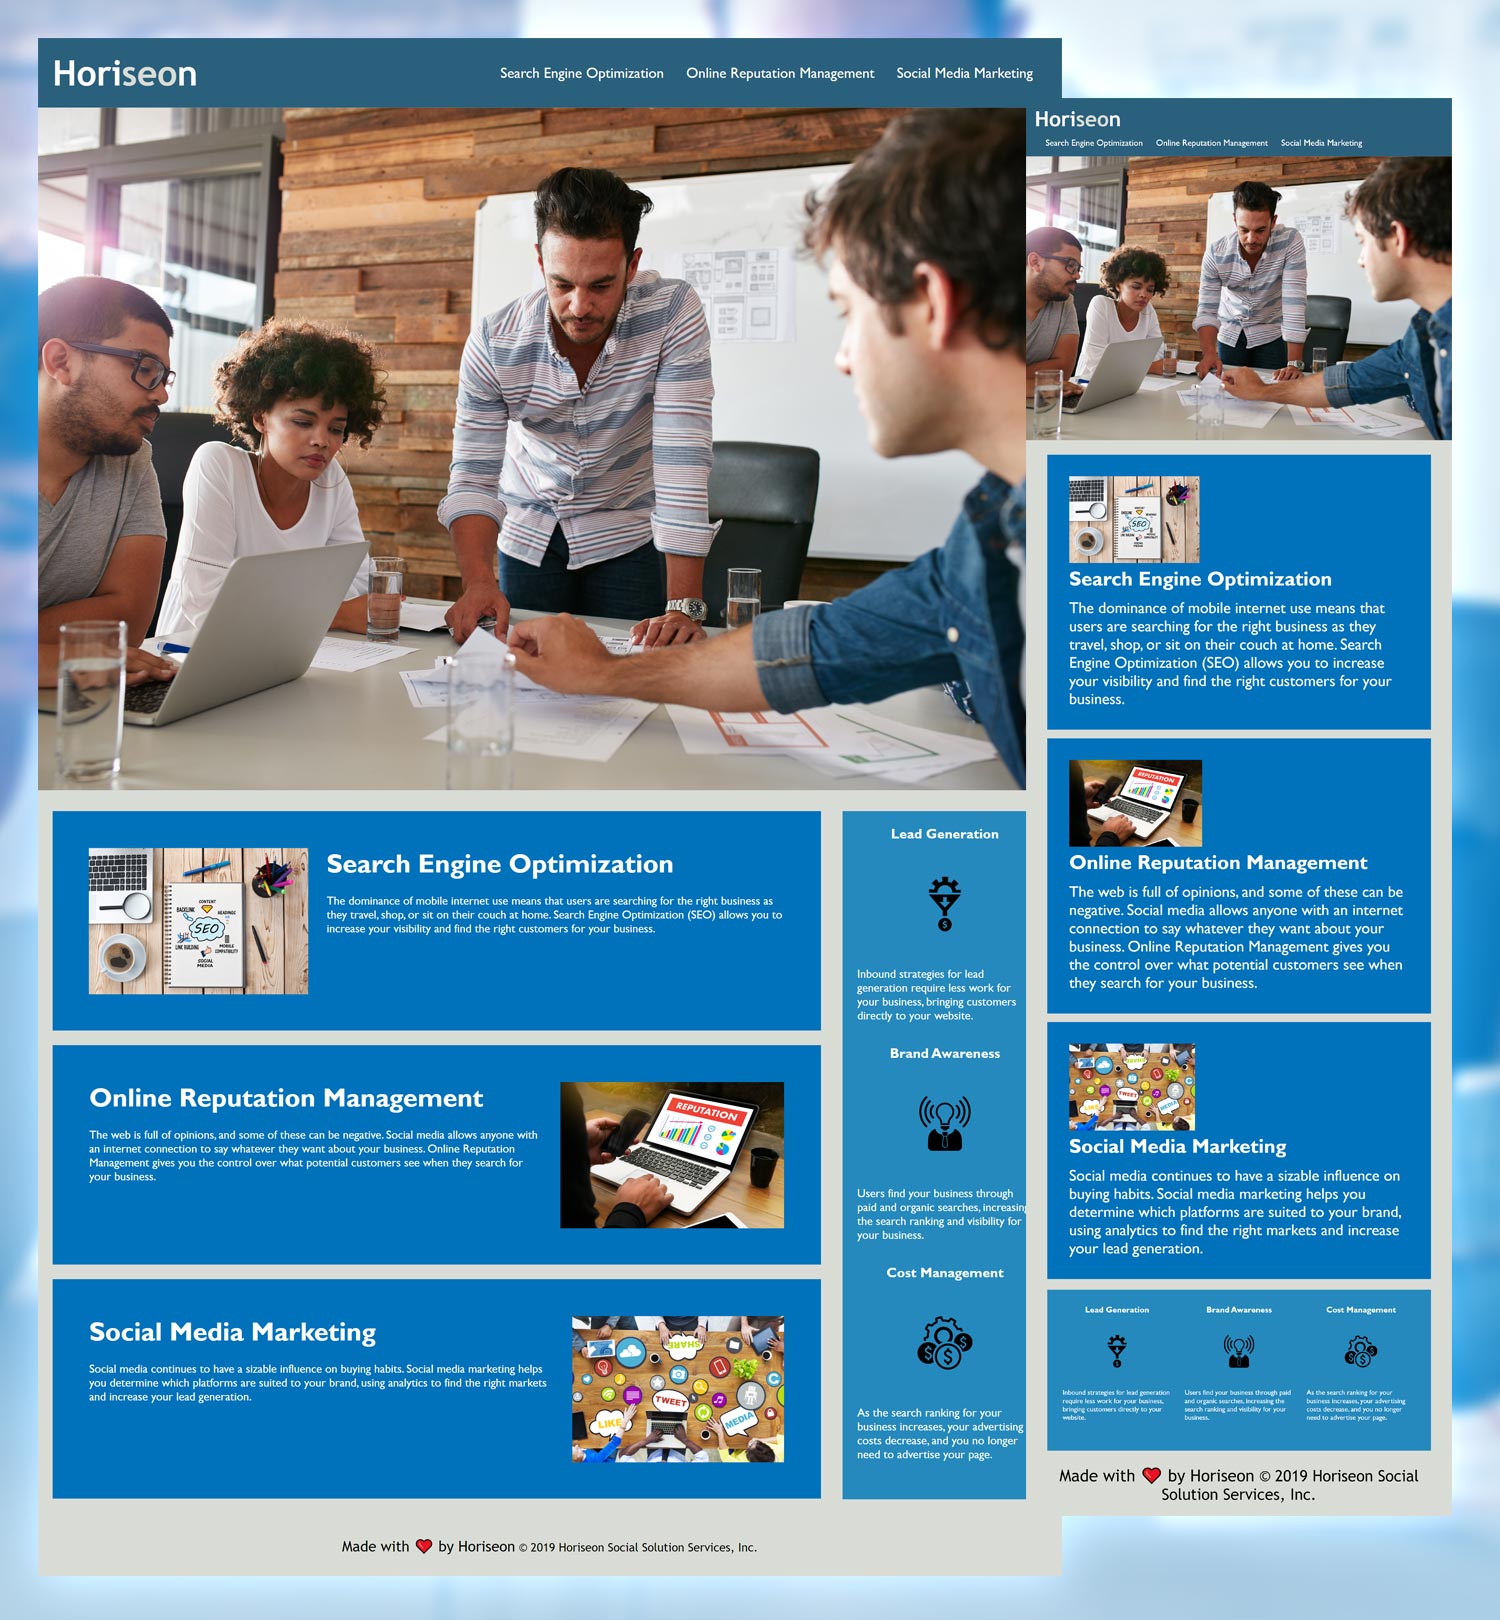 Horiseon
Search Engine Optimization Online Reputation Management Social Media Marketing
CONTENT
BACKLINK
HEADINGS
SEO
LINK BUILDING
MOBILE COMPATIBILITY
SOCIAL MEDIA
Search Engine Optimization
The dominance of mobile internet use means that users are searching for the right business as
they travel, shop, or sit on their couch at home. Search Engine Optimization (SEO) allows you to
increase your visibility and find the right customers for your business.
Online Reputation Management
The web is full of opinions, and some of these can be negative. Social media allows anyone with
an internet connection to say whatever they want about your business. Online Reputation
Management gives you the control over what potential customers see when they search for
your business.
REPUTATION
Social Media Marketing
Social media continues to have a sizable influence on buying habits. Social media marketing helps
you determine which platforms are suited to your brand, using analytics to find the right markets
and increase your lead generation.
SHARE
TWEET
LIKE
MEDIA
Lead Generation
$
Inbound strategies for lead
generation require less work for
your business, bringing customers
directly to your website.
Brand Awareness
Users find your business through
paid and organic searches, increasing
the search ranking and visibility for
your business.
Cost Management
$ $ $
As the search ranking for your
business increases, your advertising
costs decrease, and you no longer
need to advertise your page.
Made with ❤️ by Horiseon © 2019 Horiseon Social Solution Services, Inc.
Horiseon
Search Engine Optimization Online Reputation Management Social Media Marketing
SEO
Search Engine Optimization
The dominance of mobile internet use means that
users are searching for the right business as they
travel, shop, or sit on their couch at home. Search
Engine Optimization (SEO) allows you to increase
your visibility and find the right customers for your
business.
REPUTATION
Online Reputation Management
The web is full of opinions, and some of these can be
negative. Social media allows anyone with an internet
connection to say whatever they want about your
business. Online Reputation Management gives you
the control over what potential customers see when
they search for your business.
SHARE
TWEET
LIKE
MEDIA
Social Media Marketing
Social media continues to have a sizable influence on
buying habits. Social media marketing helps you
determine which platforms are suited to your brand,
using analytics to find the right markets and increase
your lead generation.
Lead Generation
Inbound strategies for lead generation
require less work for your business,
bringing customers directly to your
website.
Brand Awareness
Users find your business through paid
and organic searches, increasing the
search ranking and visibility for your
business.
Cost Management
As the search ranking for your
business increases, your advertising
costs decrease, and you no longer
need to advertise your page.
Made with ❤️ by Horiseon © 2019 Horiseon Social
Solution Services, Inc.